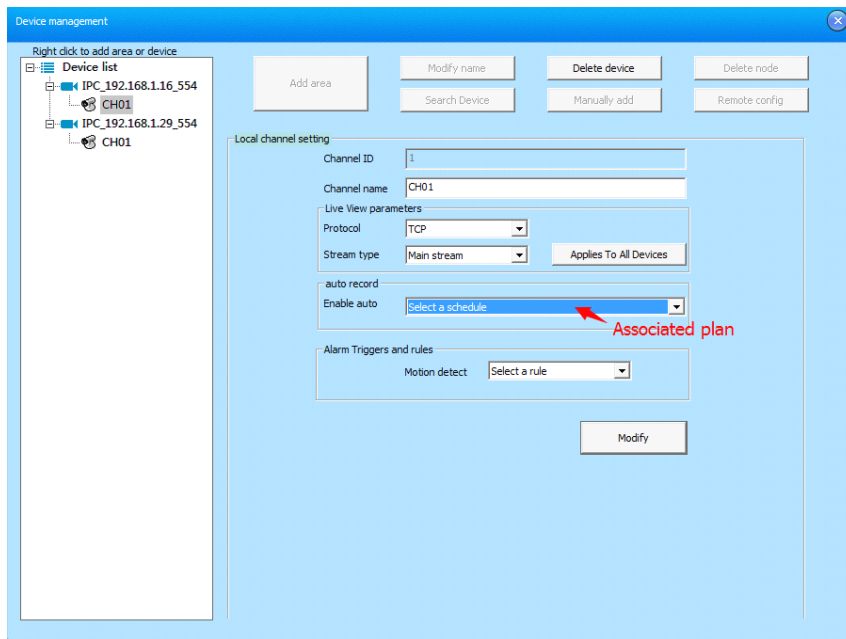 Device management
Right click to add area or device
Device list
IPC_192.168.1.16_554
CH01
IPC_192.168.1.29_554
CH01
Add area
Modify name
Delete device
Delete node
Search Device
Manually add
Remote config
Local channel setting
Channel ID
1
Channel name
CH01
Live View parameters
Protocol
TCP
Stream type
Main stream
Applies To All Devices
auto record
Enable auto
Select a schedule
Associated plan
Alarm Triggers and rules
Motion detect
Select a rule
Modify